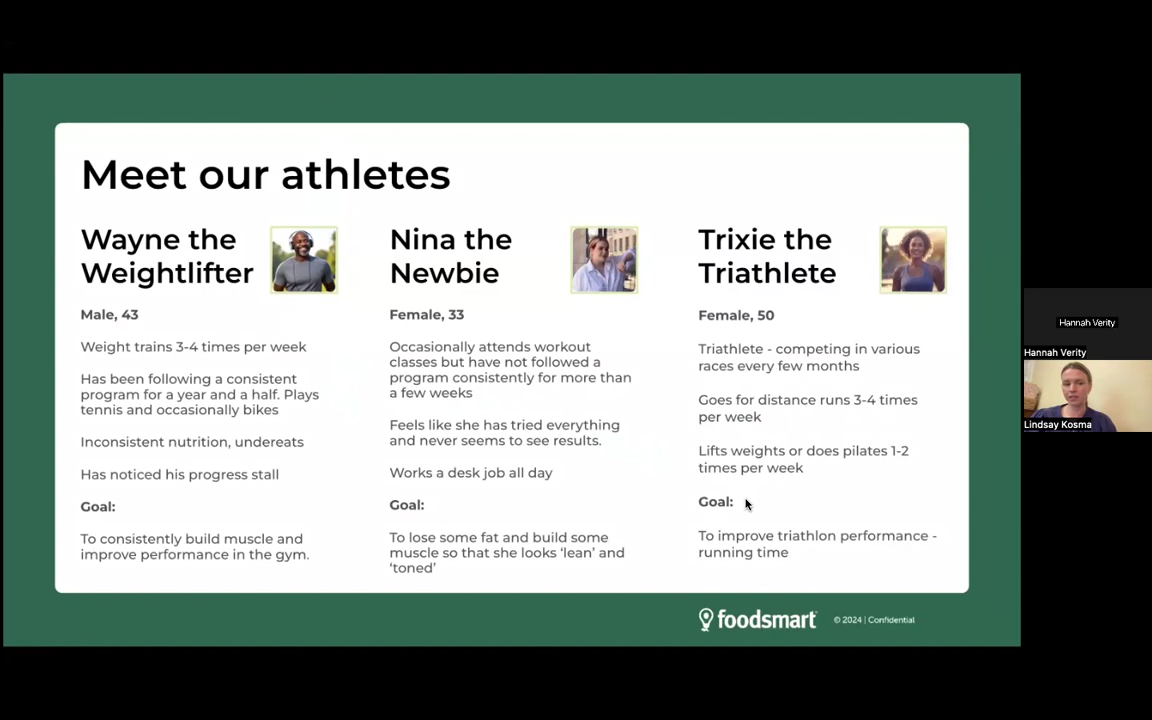 Meet our athletes
Wayne the
Weightlifter
Male, 43
Weight trains 3-4 times per week
Has been following a consistent
program for a year and a half. Plays
tennis and occasionally bikes
Inconsistent nutrition, undereats
Has noticed his progress stall
Goal:
To consistently build muscle and
improve performance in the gym.
Nina the
Newbie
Female, 33
Occasionally attends workout
classes but have not followed a
program consistently for more than
a few weeks
Feels like she has tried everything
and never seems to see results.
Works a desk job all day
Goal:
To lose some fat and build some
muscle so that she looks ‘lean’ and
‘toned’
Trixie the
Triathlete
Female, 50
Triathlete - competing in various
races every few months
Goes for distance runs 3-4 times
per week
Lifts weights or does pilates 1-2
times per week
Goal:
To improve triathlon performance -
running time
foodsmart
© 2024 | Confidential
Hannah Verity
Hannah Verity
Lindsay Kosma